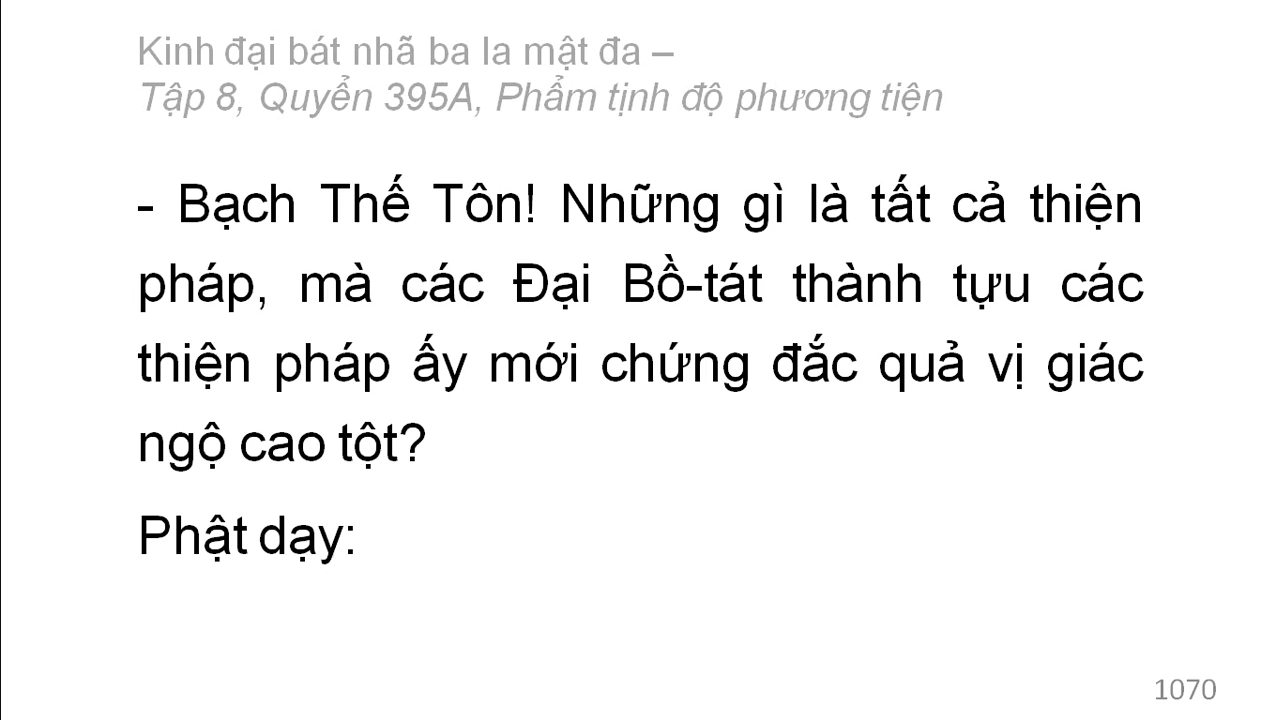 Kinh đại bát nhã ba la mật đa –
Tập 8, Quyển 395A, Phẩm tịnh độ phương tiện
- Bạch Thế Tôn! Những gì là tất cả thiện
pháp, mà các Đại Bồ-tát thành tựu các
thiện pháp ấy mới chứng đắc quả vị giác
ngộ cao tột?
Phật dạy:
1070